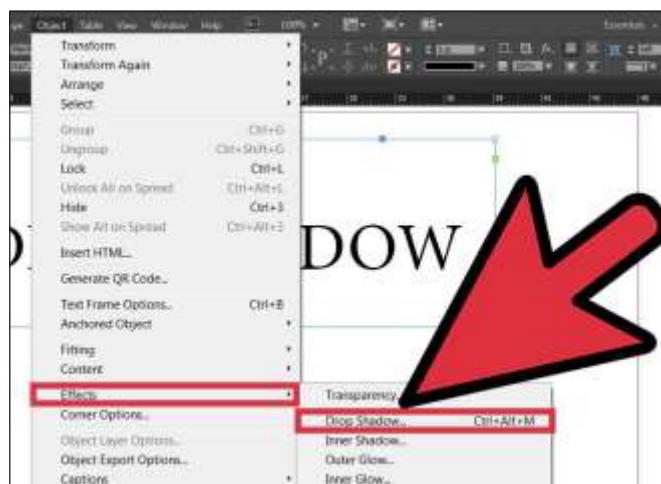 Object Table View Window Help 100%
Transform
Transform Again
Arrange
Select
Group Ctrl+G
Ungroup Ctrl+Shift+G
Lock Ctrl+L
Unlock All on Spread Ctrl+Alt+L
Hide Ctrl+3
Show All on Spread Ctrl+Alt+3
Insert HTML...
DOW
Generate QR Code...
Text Frame Options... Ctrl+B
Anchored Object
Fitting
Content
Effects
Transparency...
Corner Options...
Drop Shadow... Ctrl+Alt+M
Object Layer Options...
Inner Shadow...
Object Export Options...
Outer Glow...
Captions
Inner Glow...